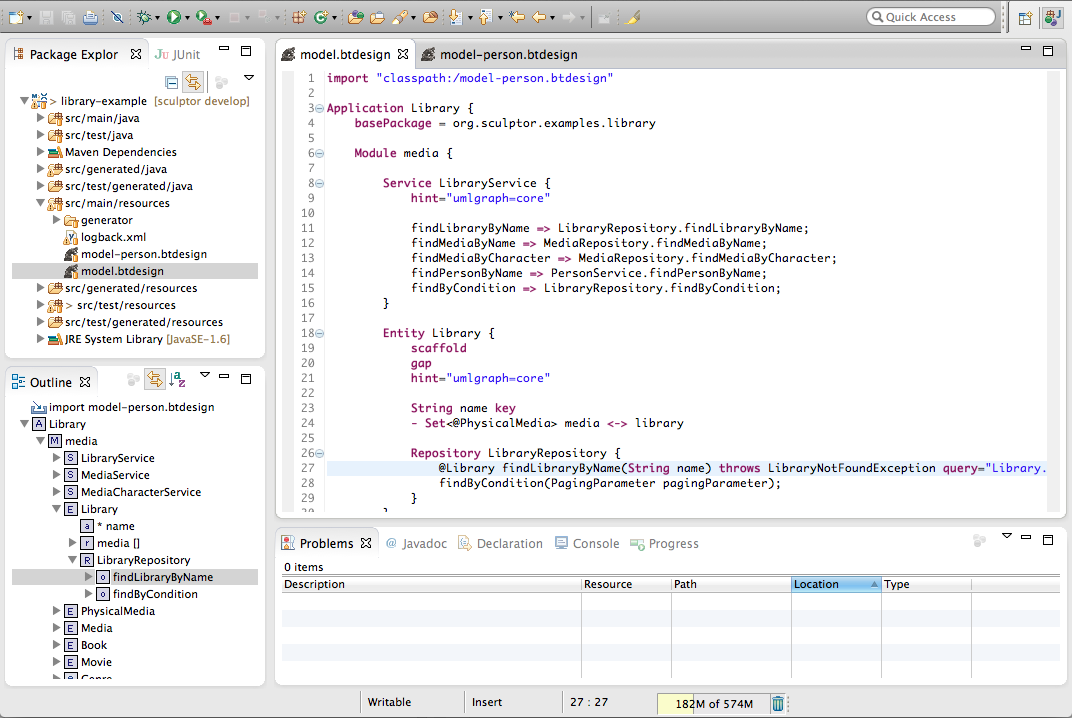 Quick Access
Package Explor
JUnit
> library-example [sculptor develop]
src/main/java
src/test/java
Maven Dependencies
src/generated/java
src/test/generated/java
src/main/resources
generator
logback.xml
model-person.btdesign
model.btdesign
src/generated/resources
> src/test/resources
src/test/generated/resources
JRE System Library [JavaSE-1.6]
Outline
import model-person.btdesign
A Library
M media
S LibraryService
S MediaService
S MediaCharacterService
E Library
a * name
r media []
R LibraryRepository
o findLibraryByName
o findByCondition
E PhysicalMedia
E Media
E Book
E Movie
E Genre
model.btdesign
model-person.btdesign
1 import "classpath:/model-person.btdesign"
2
3 Application Library {
4 basePackage = org.sculptor.examples.library
5
6 Module media {
7
8 Service LibraryService {
9 hint="umlgraph=core"
10
11 findLibraryByName => LibraryRepository.findLibraryByName;
12 findMediaByName => MediaRepository.findMediaByName;
13 findMediaByCharacter => MediaRepository.findMediaByCharacter;
14 findPersonByName => PersonService.findPersonByName;
15 findByCondition => LibraryRepository.findByCondition;
16 }
17
18 Entity Library {
19 scaffold
20 gap
21 hint="umlgraph=core"
22
23 String name key
24 - Set<@PhysicalMedia> media <-> library
25
26 Repository LibraryRepository {
27 @Library findLibraryByName(String name) throws LibraryNotFoundException query="Library.
28 findByCondition(PagingParameter pagingParameter);
29 }
30 }
Problems
@ Javadoc
Declaration
Console
Progress
0 items
Description Resource Path Location Type
Writable
Insert
27 : 27
182M of 574M